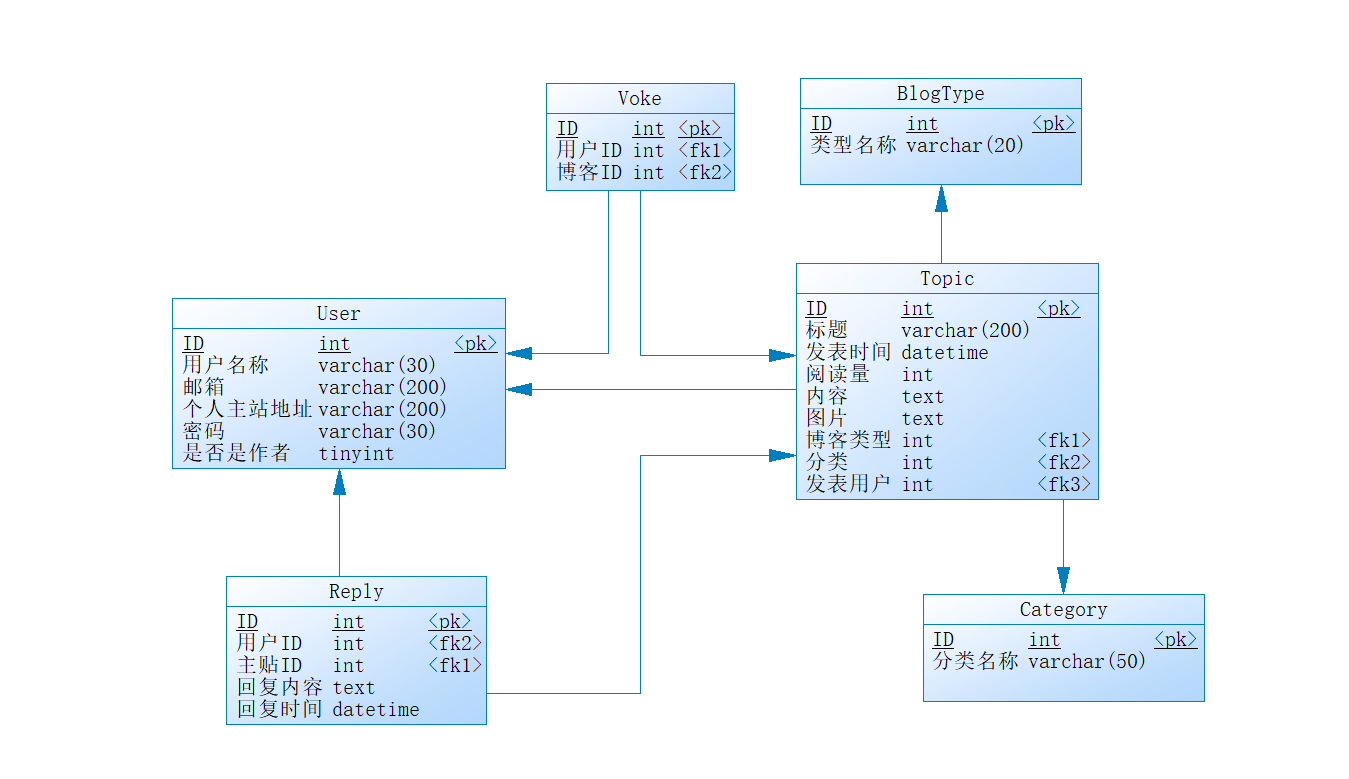 Voke
ID int <pk>
用户ID int <fk1>
博客ID int <fk2>
BlogType
ID int <pk>
类型名称 varchar(20)
User
ID int <pk>
用户名称 varchar(30)
邮箱 varchar(200)
个人主站地址 varchar(200)
密码 varchar(30)
是否是作者 tinyint
Topic
ID int <pk>
标题 varchar(200)
发表时间 datetime
阅读量 int
内容 text
图片 text
博客类型 int <fk1>
分类 int <fk2>
发表用户 int <fk3>
Reply
ID int <pk>
用户ID int <fk2>
主贴ID int <fk1>
回复内容 text
回复时间 datetime
Category
ID int <pk>
分类名称 varchar(50)